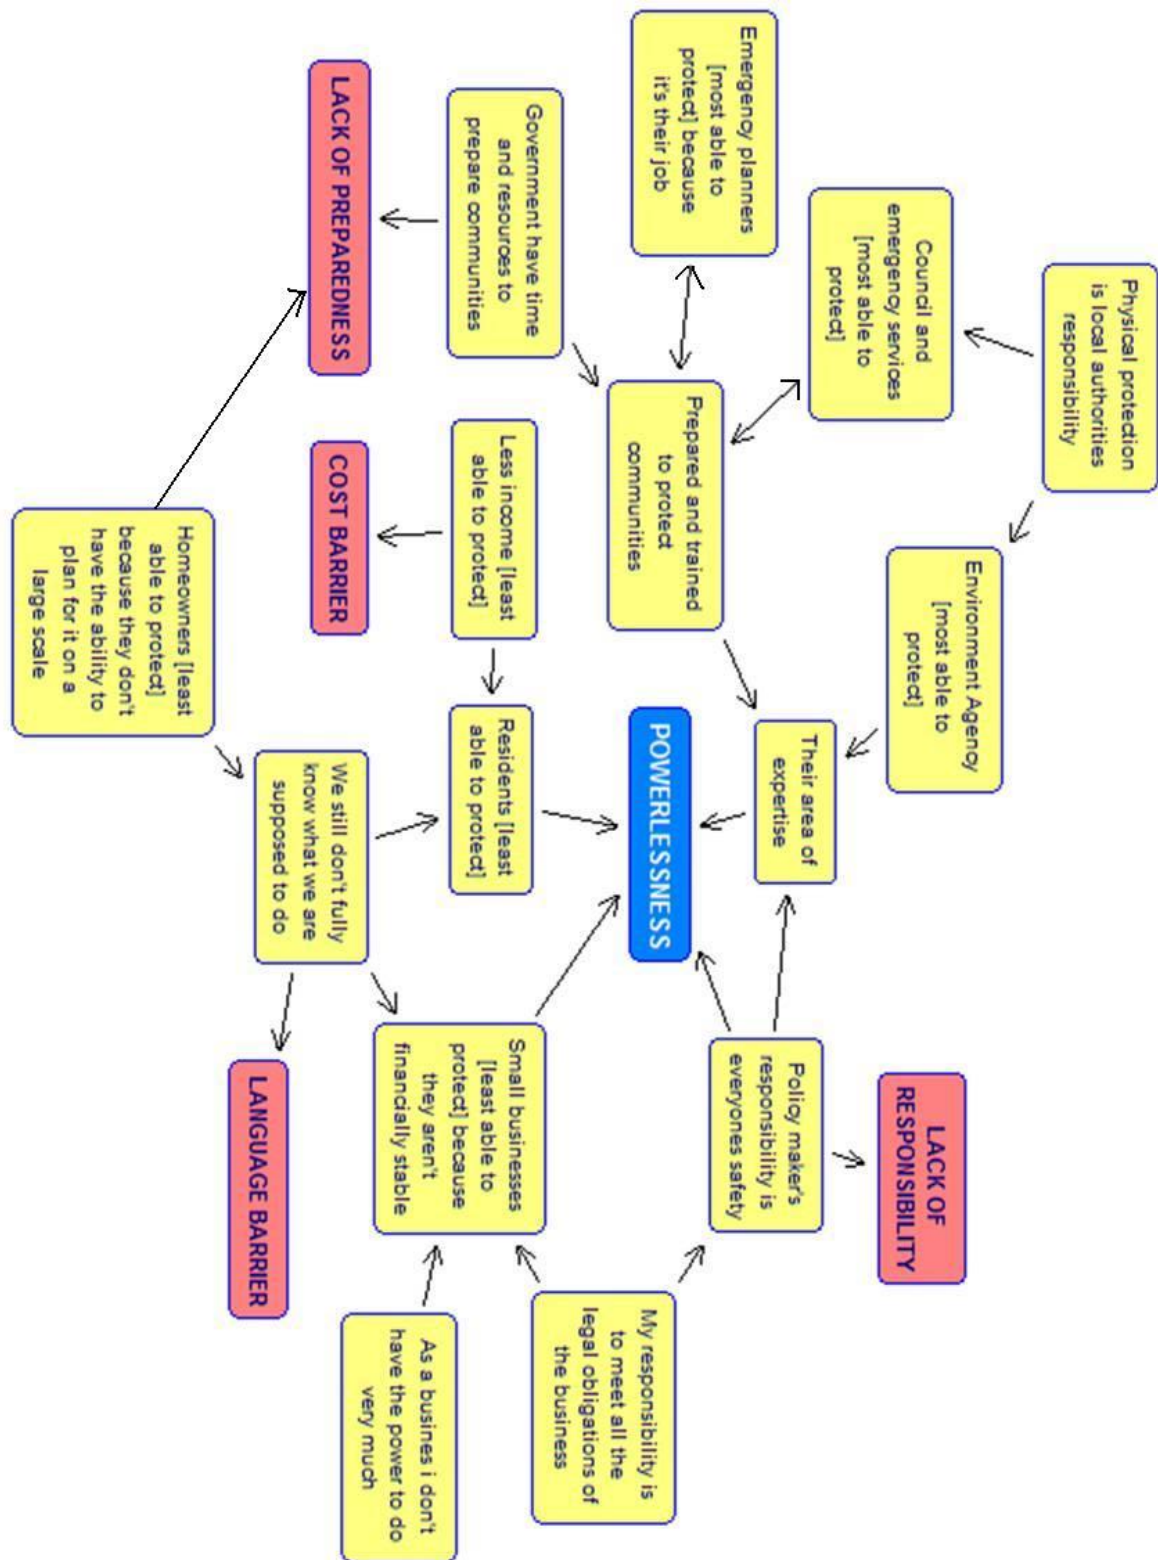 Physical protection
is local authorities
responsibility
Council and
emergency services
[most able to
protect]
Environment Agency
[most able to
protect]
LACK OF
RESPONSIBILITY
Emergency planners
[most able to
protect] because
it's their job
Prepared and trained
to protect
communities
Their area of
expertise
Policy maker's
responsibility is
everyones safety
POWERLESSNESS
My responsibility is
to meet all the
legal obligations of
the business
Government have time
and resources to
prepare communities
Less income [least
able to protect]
Residents [least
able to protect]
Small businesses
[least able to
protect] because
they aren't
financially stable
As a busines i don't
have the power to do
very much
LACK OF PREPAREDNESS
COST BARRIER
We still don't fully
know what we are
supposed to do
LANGUAGE BARRIER
Homeowners [least
able to protect]
because they don't
have the ability to
plan for it on a
large scale